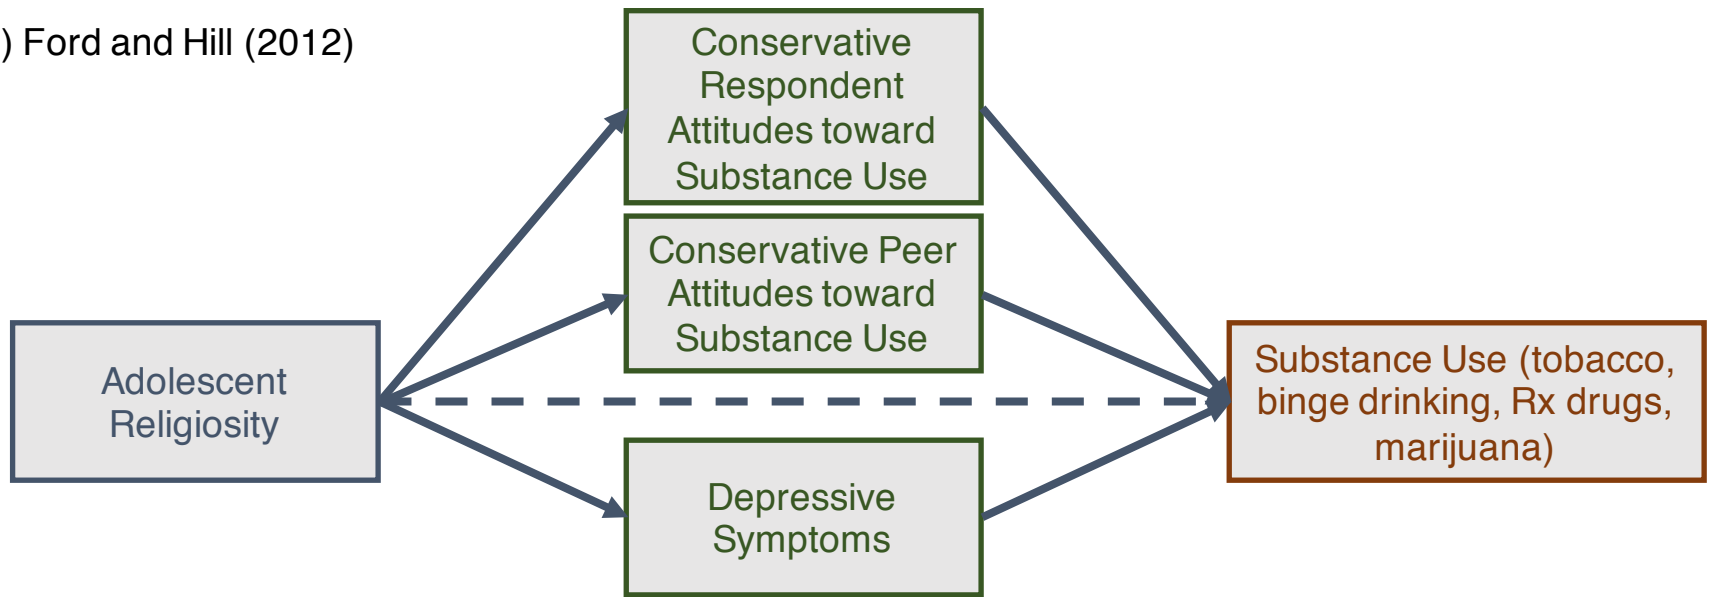 ) Ford and Hill (2012)
Conservative
Respondent
Attitudes toward
Substance Use
Conservative Peer
Attitudes toward
Substance Use
Adolescent
Religiosity
Substance Use (tobacco,
binge drinking, Rx drugs,
marijuana)
Depressive
Symptoms